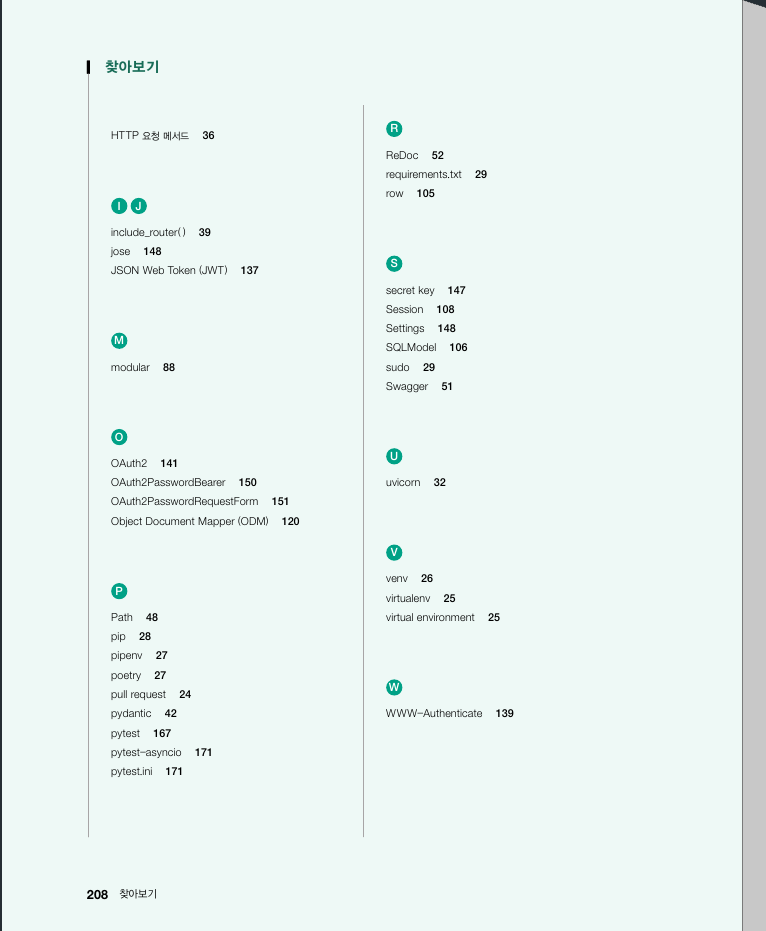 찾아보기
HTTP 요청 메서드 36
I J
include_router() 39
jose 148
JSON Web Token (JWT) 137
M
modular 88
O
OAuth2 141
OAuth2PasswordBearer 150
OAuth2PasswordRequestForm 151
Object Document Mapper (ODM) 120
P
Path 48
pip 28
pipenv 27
poetry 27
pull request 24
pydantic 42
pytest 167
pytest-asyncio 171
pytest.ini 171
R
ReDoc 52
requirements.txt 29
row 105
S
secret key 147
Session 108
Settings 148
SQLModel 106
sudo 29
Swagger 51
U
uvicorn 32
V
venv 26
virtualenv 25
virtual environment 25
W
WWW-Authenticate 139
208 찾아보기